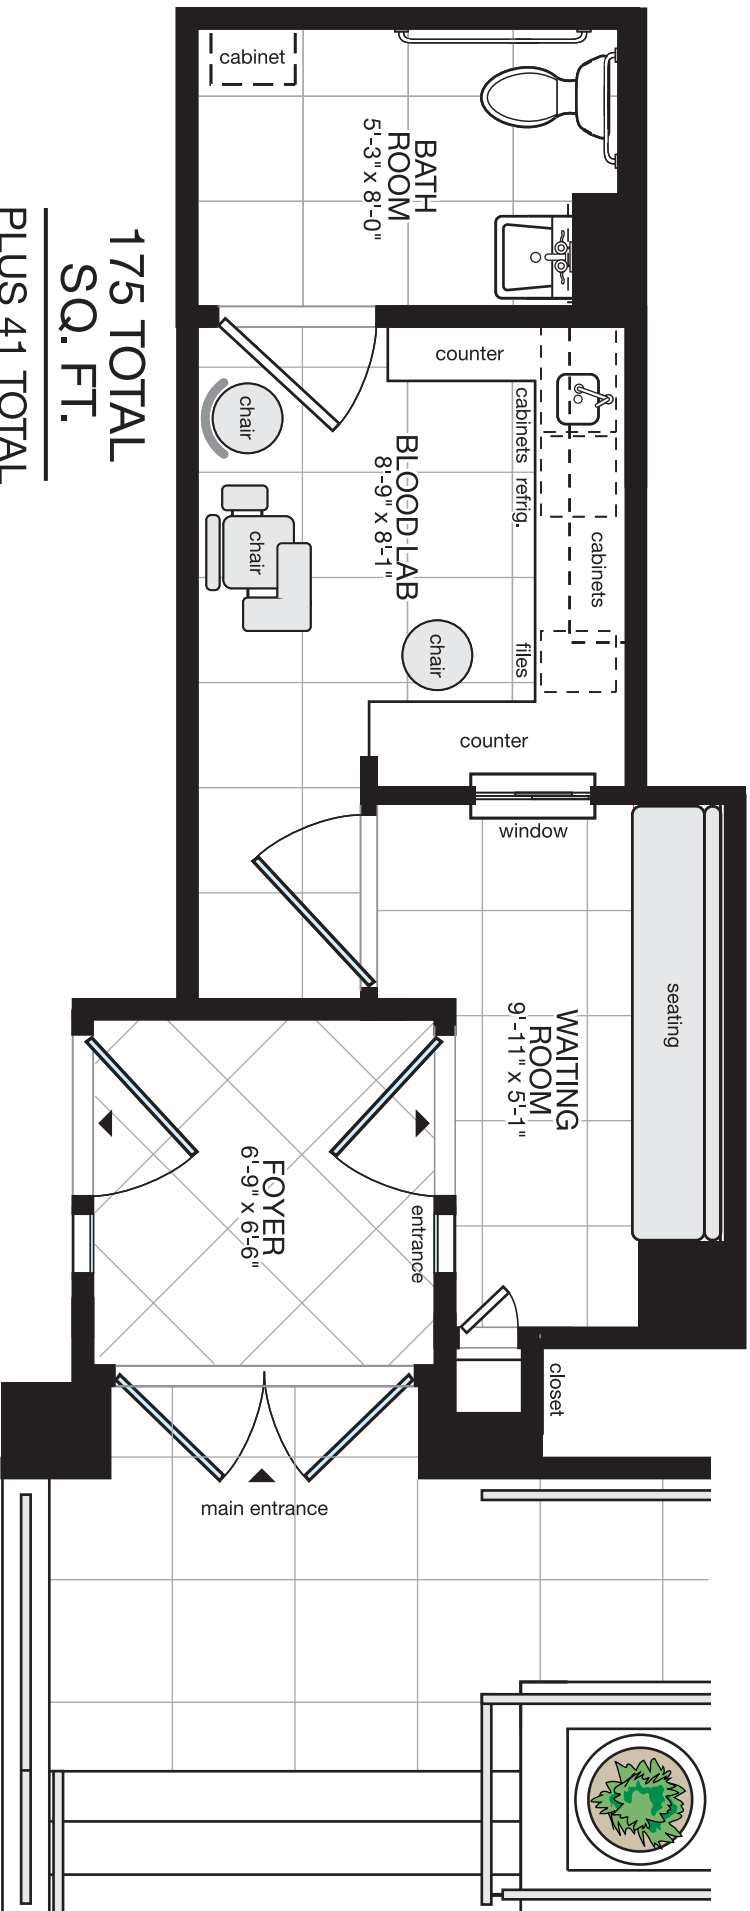 cabinet
BATH
ROOM
5'-3" x 8'-0"
175 TOTAL
SQ. FT.
PLUS 41 TOTAL
counter
cabinets
refrig.
cabinets
files
chair
chair
chair
BLOOD LAB
8'-9" x 8'-1"
counter
window
seating
WAITING
ROOM
9'-11" x 5'-1"
FOYER
6'-9" x 6'-6"
entrance
closet
main entrance